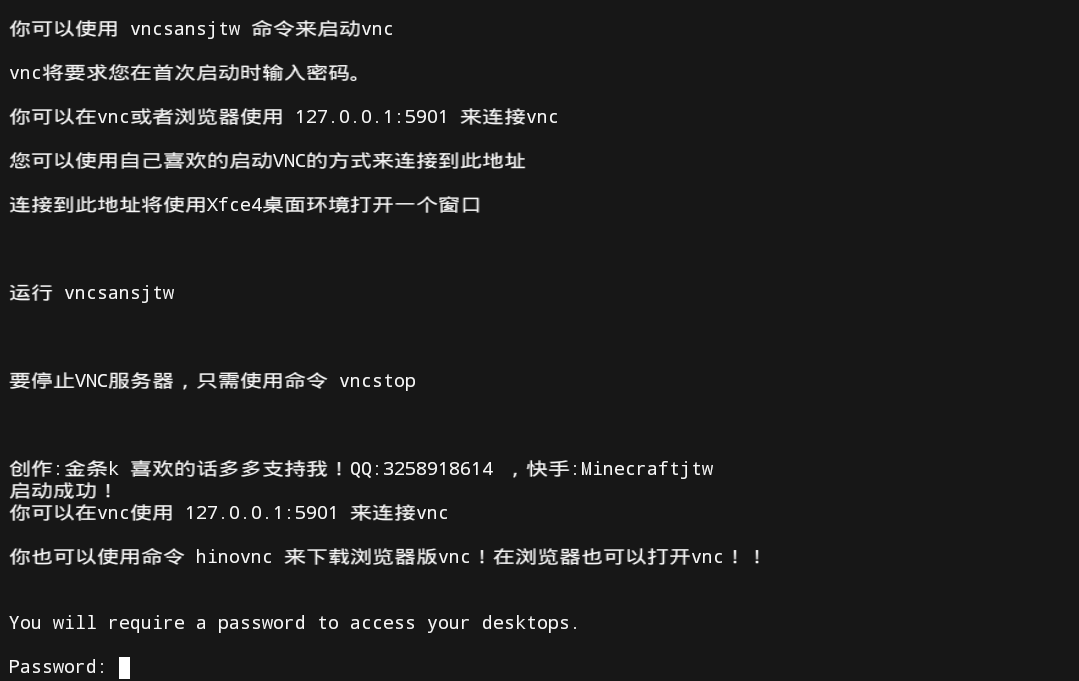 你可以使用 vncsansjtw 命令来启动vnc
vnc将要求您在首次启动时输入密码。
你可以在vnc或者浏览器使用 127.0.0.1:5901 来连接vnc
您可以使用自己喜欢的启动VNC的方式来连接到此地址
连接到此地址将使用Xfce4桌面环境打开一个窗口
运行 vncsansjtw
要停止VNC服务器，只需使用命令 vncstop
创作:金条k 喜欢的话多多支持我！QQ:3258918614 ，快手:Minecraftjtw
启动成功！
你可以在vnc使用 127.0.0.1:5901 来连接vnc
你也可以使用命令 hinovnc 来下载浏览器版vnc！在浏览器也可以打开vnc！！
You will require a password to access your desktops.
Password: